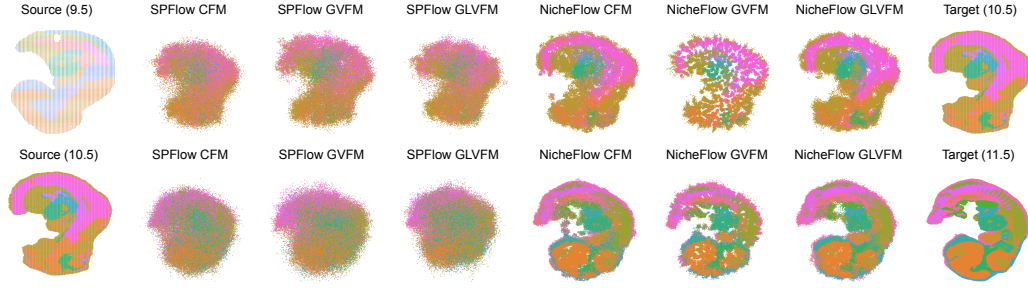 Source (9.5) SPFlow CFM SPFlow GVFM SPFlow GLVFM NicheFlow CFM NicheFlow GVFM NicheFlow GLVFM Target (10.5)
Source (10.5) SPFlow CFM SPFlow GVFM SPFlow GLVFM NicheFlow CFM NicheFlow GVFM NicheFlow GLVFM Target (11.5)